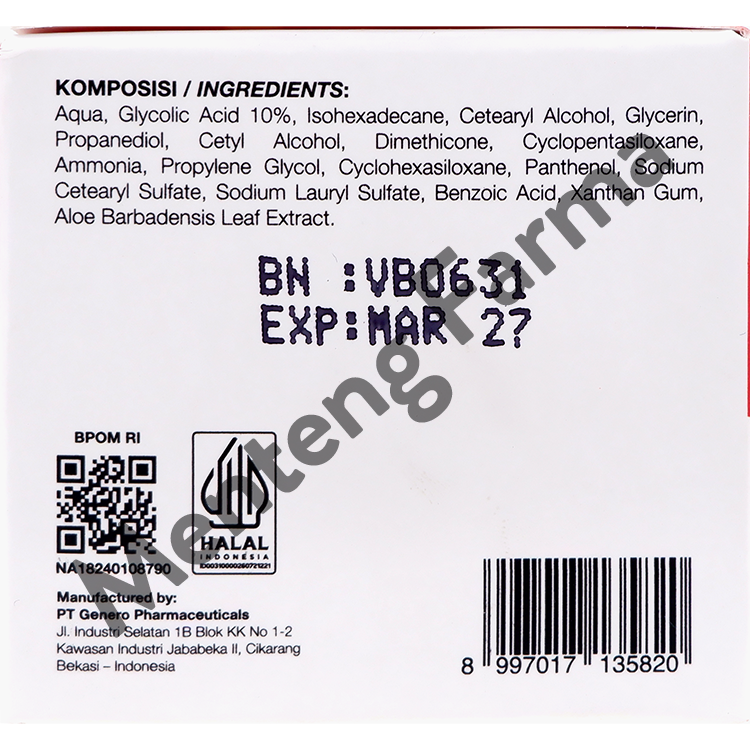 KOMPOSISI / INGREDIENTS:
Aqua, Glycolic Acid 10%, Isohexadecane, Cetearyl Alcohol, Glycerin,
Propanediol, Cetyl Alcohol, Dimethicone, Cyclopentasiloxane,
Ammonia, Propylene Glycol, Cyclohexasiloxane, Panthenol, Sodium
Cetearyl Sulfate, Sodium Lauryl Sulfate, Benzoic Acid, Xanthan Gum,
Aloe Barbadensis Leaf Extract.
BN :VB0631
EXP:MAR 27
Menteng Farma
BPOM RI
NA18240108790
HALAL
INDONESIA
ID00310000260721221
Manufactured by:
PT Genero Pharmaceuticals
Jl. Industri Selatan 1B Blok KK No 1-2
Kawasan Industri Jababeka II, Cikarang
Bekasi – Indonesia
8 997017 135820